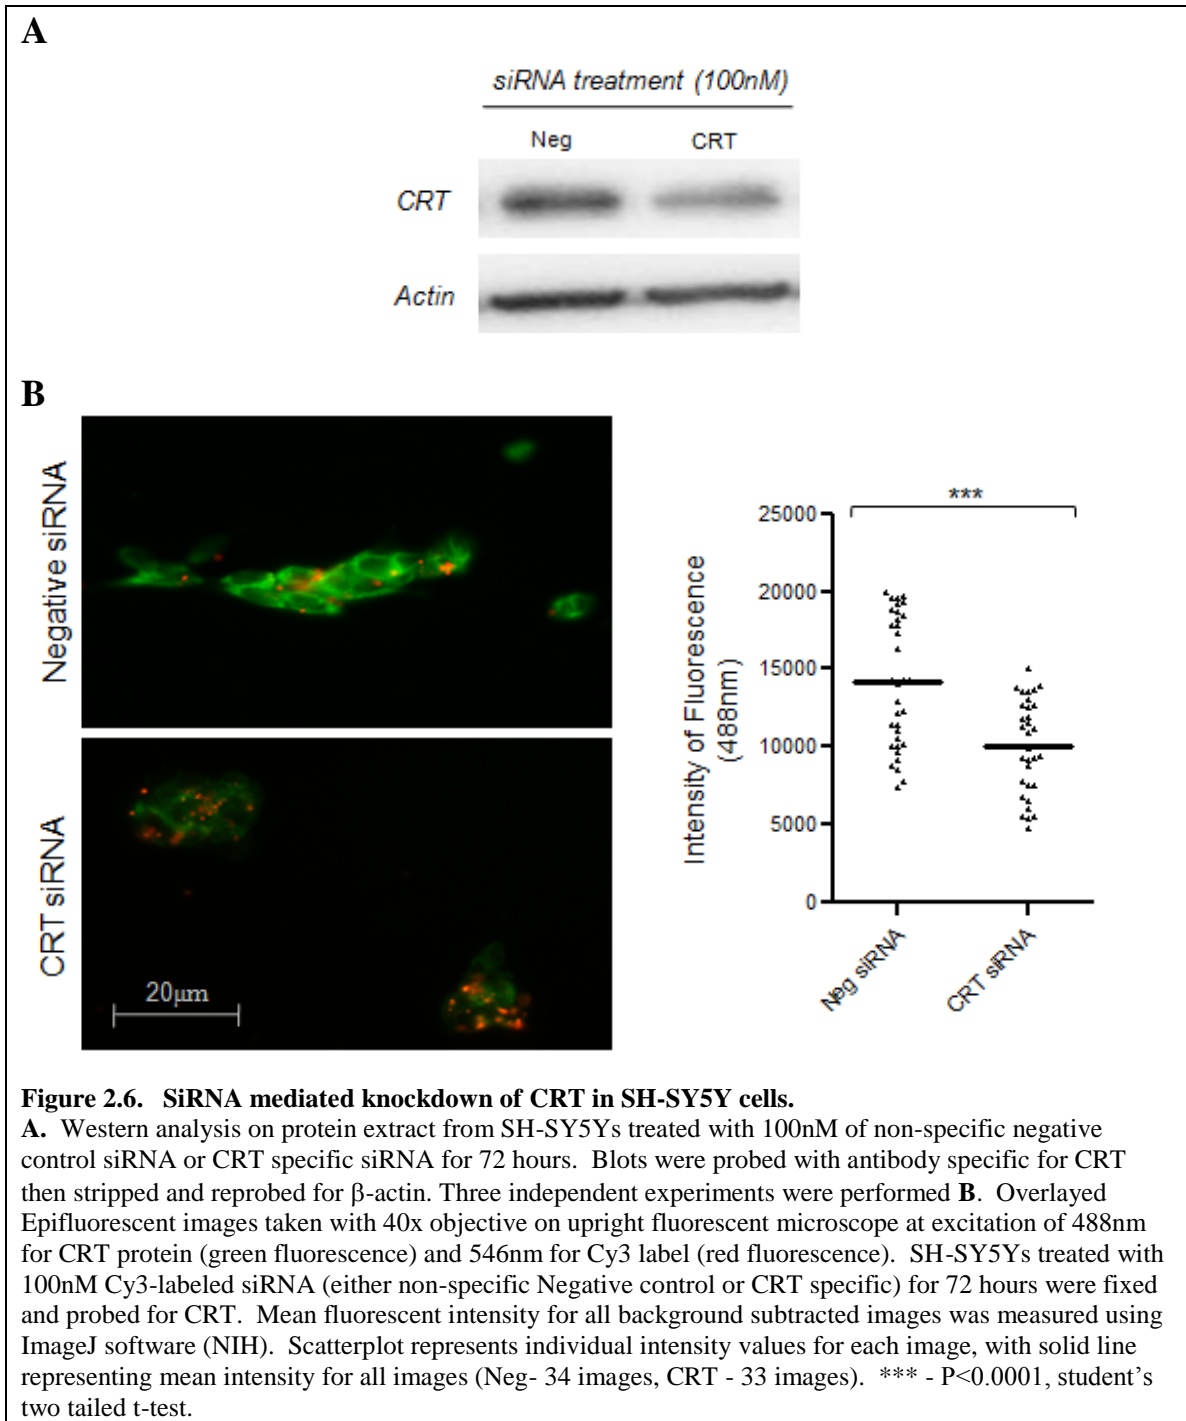 A
siRNA treatment (100nM)
Neg CRT
CRT
Actin
B
Negative siRNA
CRT siRNA
20µm
***
Intensity of Fluorescence
(488nm)
25000
20000
15000
10000
5000
0
Neg siRNA
CRT siRNA
Figure 2.6. SiRNA mediated knockdown of CRT in SH-SY5Y cells.
A. Western analysis on protein extract from SH-SY5Ys treated with 100nM of non-specific negative
control siRNA or CRT specific siRNA for 72 hours. Blots were probed with antibody specific for CRT
then stripped and reprobed for β-actin. Three independent experiments were performed B. Overlayed
Epifluorescent images taken with 40x objective on upright fluorescent microscope at excitation of 488nm
for CRT protein (green fluorescence) and 546nm for Cy3 label (red fluorescence). SH-SY5Ys treated with
100nM Cy3-labeled siRNA (either non-specific Negative control or CRT specific) for 72 hours were fixed
and probed for CRT. Mean fluorescent intensity for all background subtracted images was measured using
ImageJ software (NIH). Scatterplot represents individual intensity values for each image, with solid line
representing mean intensity for all images (Neg- 34 images, CRT - 33 images). *** - P<0.0001, student’s
two tailed t-test.